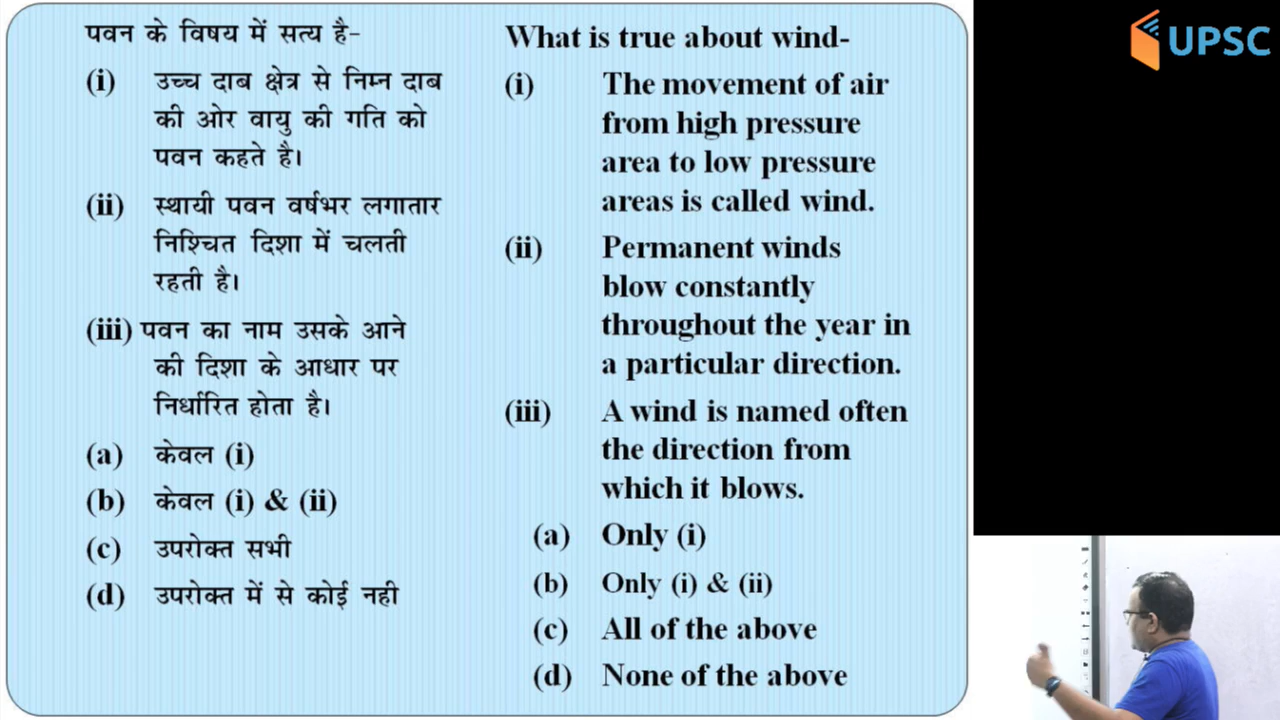 पवन के विषय में सत्य है-
(i) उच्च दाब क्षेत्र से निम्न दाब
की ओर वायु की गति को
पवन कहते है।
(ii) स्थायी पवन वर्षभर लगातार
निश्चित दिशा में चलती
रहती है।
(iii) पवन का नाम उसके आने
की दिशा के आधार पर
निर्धारित होता है।
(a) केवल (i)
(b) केवल (i) & (ii)
(c) उपरोक्त सभी
(d) उपरोक्त में से कोई नही
What is true about wind-
(i) The movement of air
from high pressure
area to low pressure
areas is called wind.
(ii) Permanent winds
blow constantly
throughout the year in
a particular direction.
(iii) A wind is named often
the direction from
which it blows.
(a) Only (i)
(b) Only (i) & (ii)
(c) All of the above
(d) None of the above
UPSC